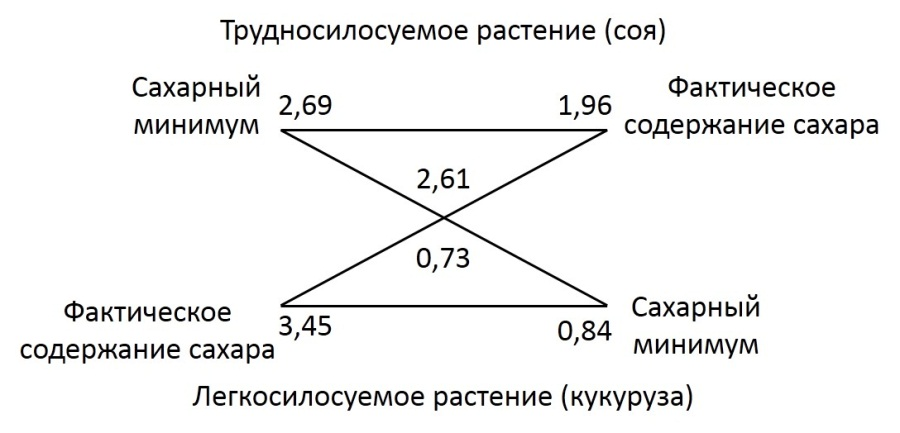 Трудносилосуемое растение (соя)
Сахарный
минимум
2,69
1,96
Фактическое
содержание сахара
2,61
0,73
Фактическое
содержание сахара
3,45
0,84
Сахарный
минимум
Легкосилосуемое растение (кукуруза)